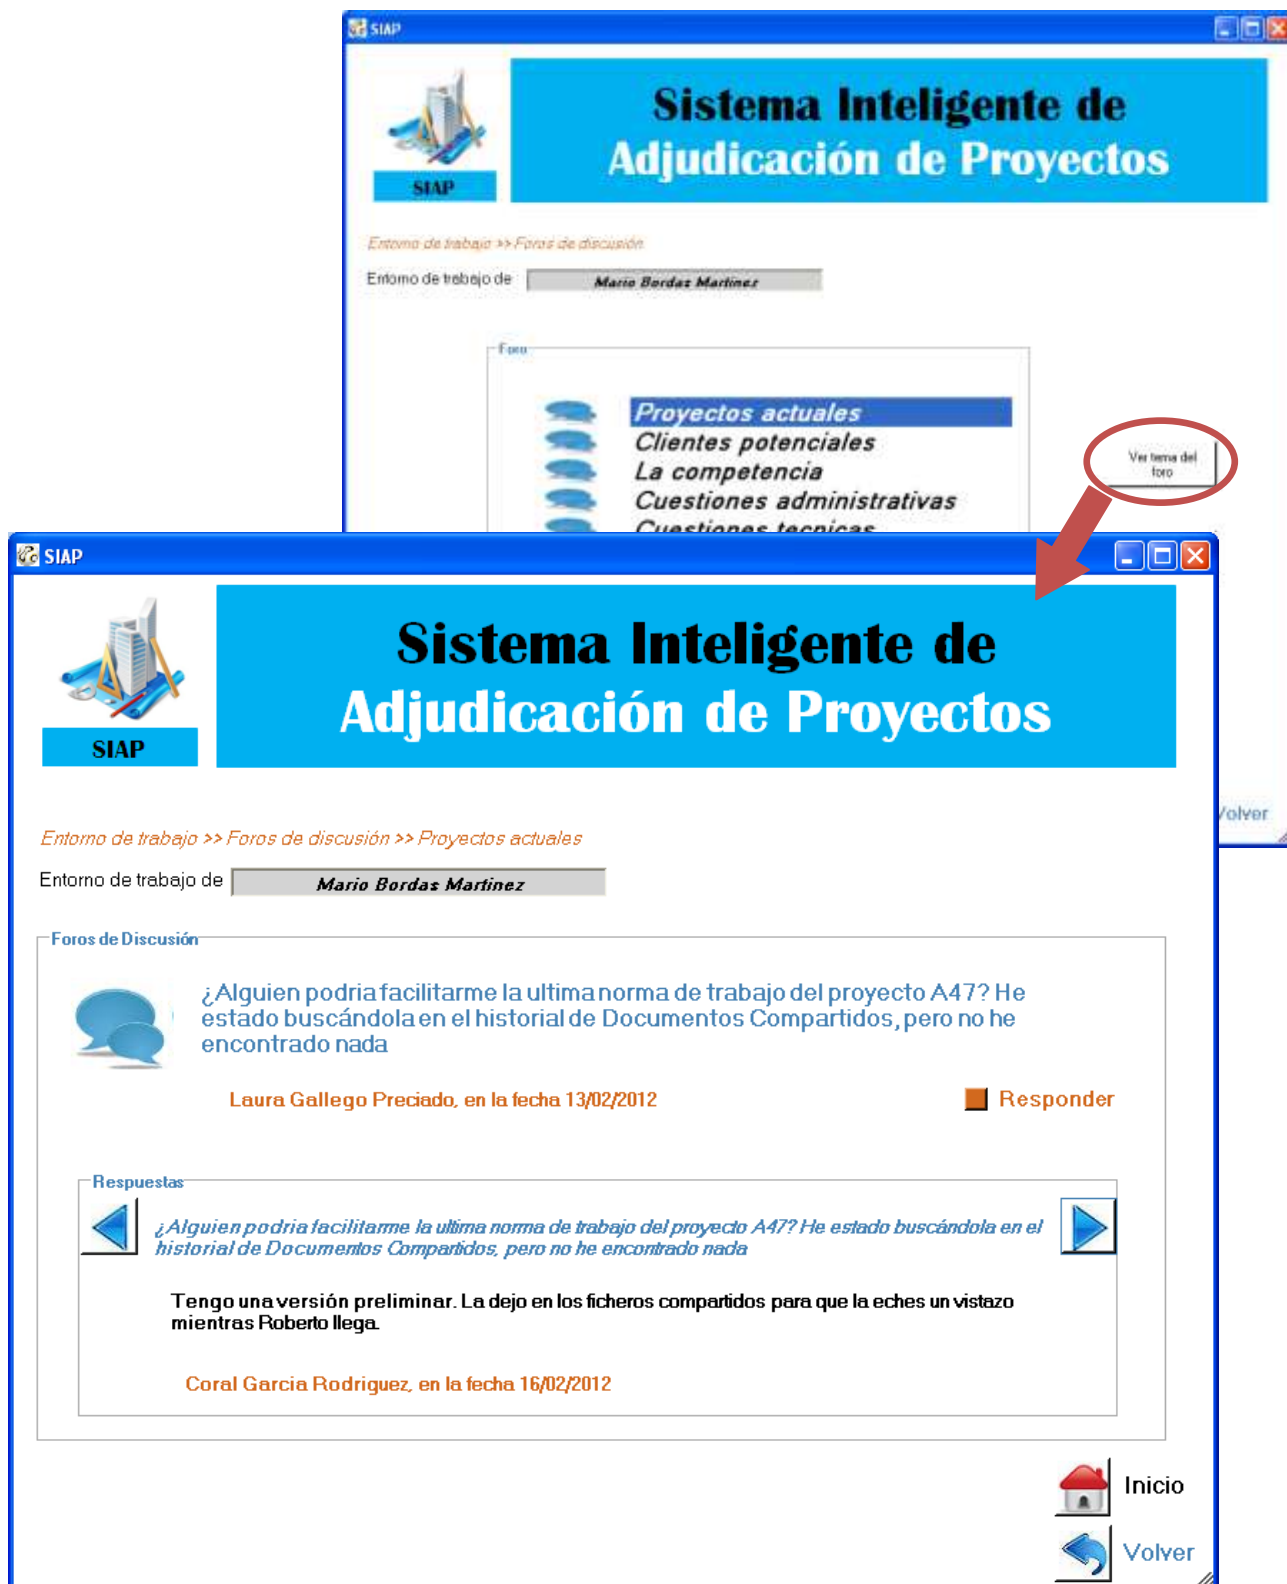 SIAP
Sistema Inteligente de
Adjudicación de Proyectos
SIAP
Entorno de trabajo >> Foros de discusión
Entorno de trabajo de
Mario Bordas Martinez
Foro
Proyectos actuales
Clientes potenciales
La competencia
Cuestiones administrativas
Cuestiones tecnicas
Ver tema del
foro
Volver
SIAP
Sistema Inteligente de
Adjudicación de Proyectos
SIAP
Entorno de trabajo >> Foros de discusión >> Proyectos actuales
Entorno de trabajo de
Mario Bordas Martinez
Foros de Discusión
¿Alguien podria facilitarme la ultima norma de trabajo del proyecto A47? He
estado buscándola en el historial de Documentos Compartidos, pero no he
encontrado nada
Laura Gallego Preciado, en la fecha 13/02/2012
Responder
Respuestas
¿Alguien podria facilitarme la ultima norma de trabajo del proyecto A47? He estado buscándola en el
historial de Documentos Compartidos, pero no he encontrado nada
Tengo una versión preliminar. La dejo en los ficheros compartidos para que la eches un vistazo
mientras Roberto llega.
Coral Garcia Rodriguez, en la fecha 16/02/2012
Inicio
Volver